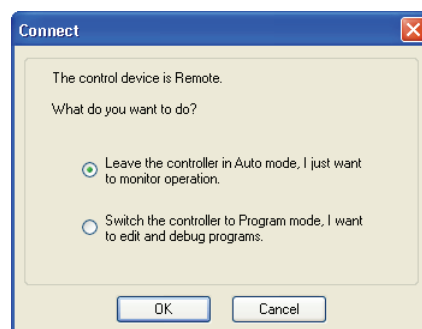 Connect
The control device is Remote.
What do you want to do?
Leave the controller in Auto mode, I just want
to monitor operation.
Switch the controller to Program mode, I want
to edit and debug programs.
OK
Cancel